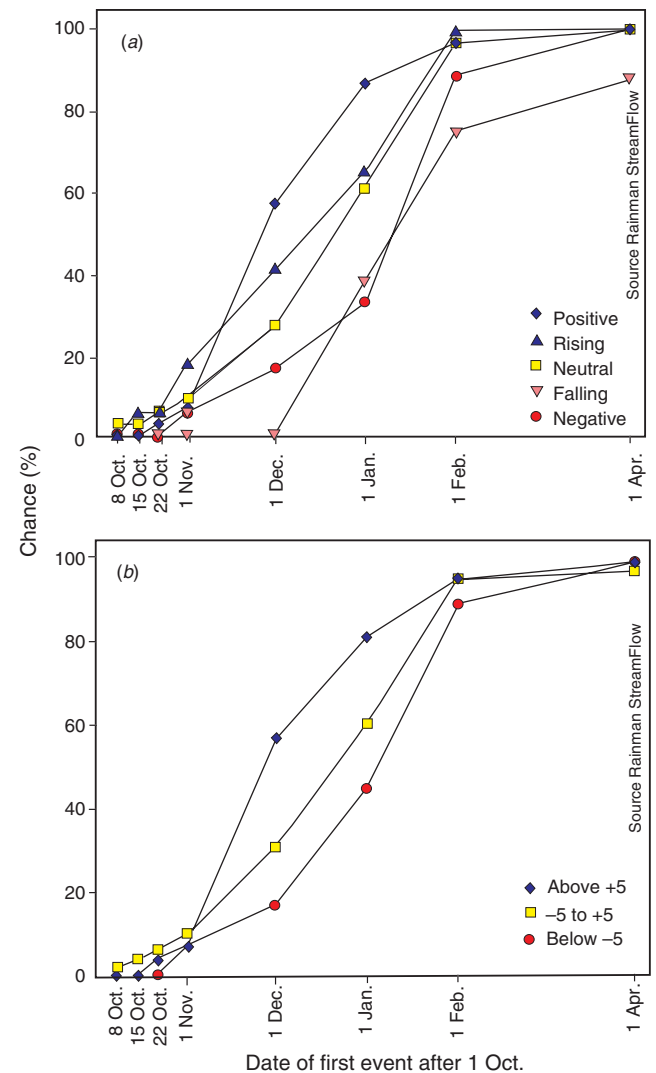 (a)
100
80
60
40
20
0
Positive
Rising
Neutral
Falling
Negative
Source Rainman StreamFlow
8 Oct.
15 Oct.
22 Oct.
1 Nov.
1 Dec.
1 Jan.
1 Feb.
1 Apr.
Chance (%)
(b)
100
80
60
40
20
0
Above +5
–5 to +5
Below –5
Source Rainman StreamFlow
8 Oct.
15 Oct.
22 Oct.
1 Nov.
1 Dec.
1 Jan.
1 Feb.
1 Apr.
Date of first event after 1 Oct.